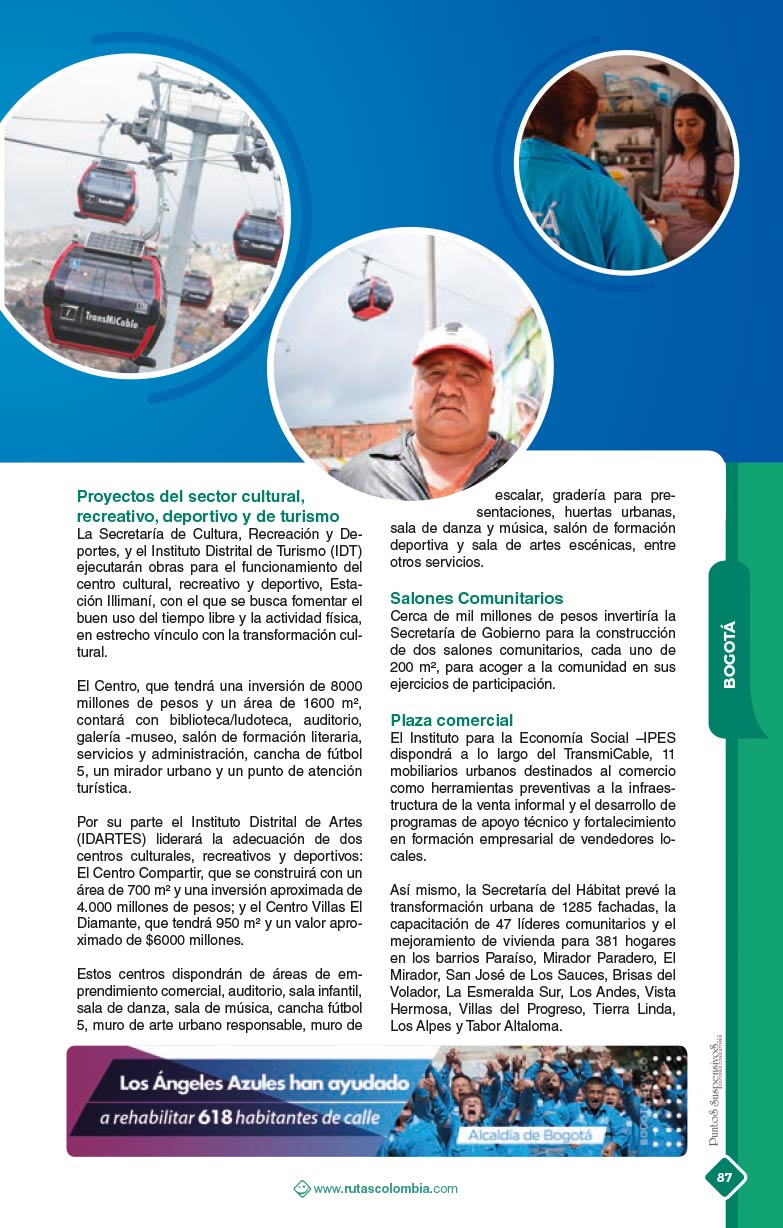 TransMiCable
TransMiCable
TransMiCable
Proyectos del sector cultural,
recreativo, deportivo y de turismo
La Secretaría de Cultura, Recreación y De-
portes, y el Instituto Distrital de Turismo (IDT)
ejecutarán obras para el funcionamiento del
centro cultural, recreativo y deportivo, Esta-
ción Illimaní, con el que se busca fomentar el
buen uso del tiempo libre y la actividad física,
en estrecho vínculo con la transformación cul-
tural.
El Centro, que tendrá una inversión de 8000
millones de pesos y un área de 1600 m²,
contará con biblioteca/ludoteca, auditorio,
galería -museo, salón de formación literaria,
servicios y administración, cancha de fútbol
5, un mirador urbano y un punto de atención
turística.
Por su parte el Instituto Distrital de Artes
(IDARTES) liderará la adecuación de dos
centros culturales, recreativos y deportivos:
El Centro Compartir, que se construirá con un
área de 700 m² y una inversión aproximada de
4.000 millones de pesos; y el Centro Villas El
Diamante, que tendrá 950 m² y un valor apro-
ximado de $6000 millones.
Estos centros dispondrán de áreas de em-
prendimiento comercial, auditorio, sala infantil,
sala de danza, sala de música, cancha fútbol
5, muro de arte urbano responsable, muro de
escalar, gradería para pre-
sentaciones, huertas urbanas,
sala de danza y música, salón de formación
deportiva y sala de artes escénicas, entre
otros servicios.
Salones Comunitarios
Cerca de mil millones de pesos invertiría la
Secretaría de Gobierno para la construcción
de dos salones comunitarios, cada uno de
200 m², para acoger a la comunidad en sus
ejercicios de participación.
Plaza comercial
El Instituto para la Economía Social –IPES
dispondrá a lo largo del TransmiCable, 11
mobiliarios urbanos destinados al comercio
como herramientas preventivas a la infraes-
tructura de la venta informal y el desarrollo de
programas de apoyo técnico y fortalecimiento
en formación empresarial de vendedores lo-
cales.
Así mismo, la Secretaría del Hábitat prevé la
transformación urbana de 1285 fachadas, la
capacitación de 47 líderes comunitarios y el
mejoramiento de vivienda para 381 hogares
en los barrios Paraíso, Mirador Paradero, El
Mirador, San José de Los Sauces, Brisas del
Volador, La Esmeralda Sur, Los Andes, Vista
Hermosa, Villas del Progreso, Tierra Linda,
Los Alpes y Tabor Altaloma.
BOGOTÁ
Los Ángeles Azules han ayudado
a rehabilitar 618 habitantes de calle
Alcaldía de Bogotá
PuntoS SuspensivoS
87
www.rutascolombia.com